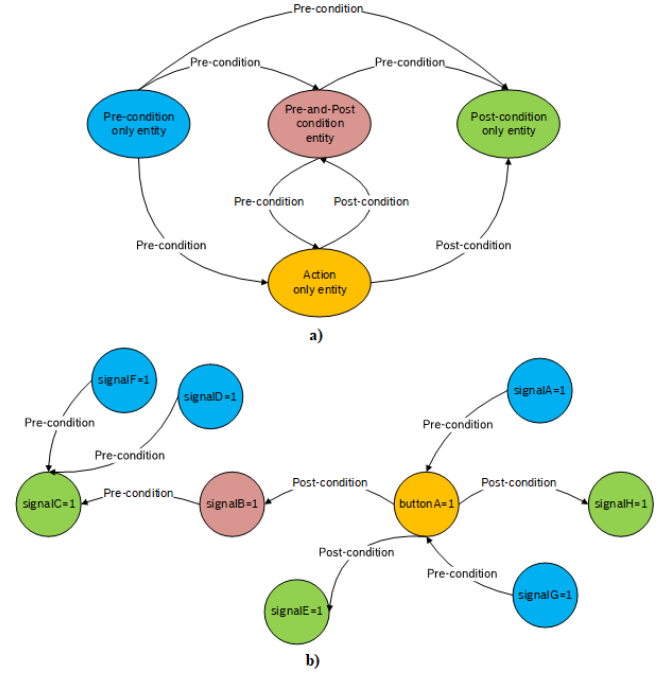 Pre-condition
Pre-condition
Pre-condition
Pre-condition
only entity
Pre-and-Post
condition
entity
Post-condition
only entity
Pre-condition
Post-condition
Pre-condition
Post-condition
Action
only entity
a)
signalF=1
signalD=1
signalA=1
Pre-condition
Pre-condition
Pre-condition
signalC=1
Pre-condition
signalB=1
Post-condition
buttonA=1
Post-condition
signalH=1
Post-condition
Pre-condition
signalE=1
signalG=1
b)